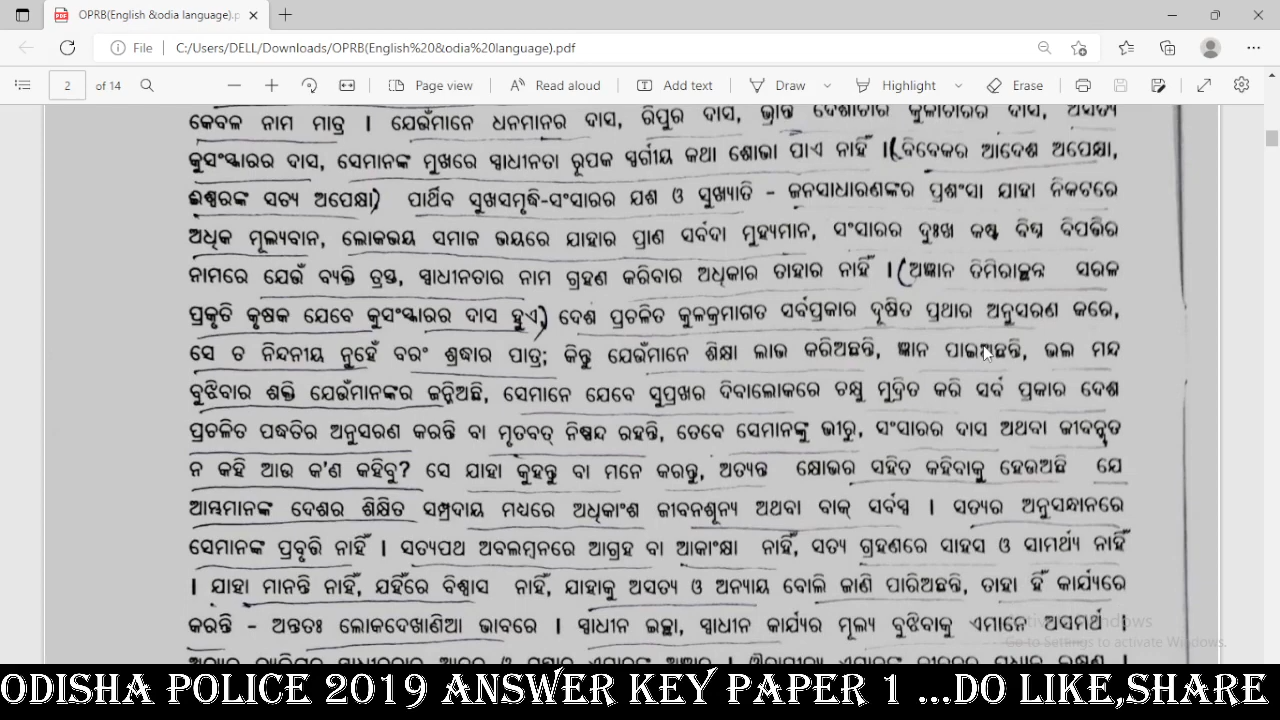 OPRB(English &odia language).p
File
C:/Users/DELL/Downloads/OPRB(English%20&odia%20language).pdf
2 of 14
Page view
Read aloud
Add text
Draw
Highlight
Erase
କେବଳ ନାମ ମାତ୍ର । ଯେଉଁମାନେ ଧନମାନର ଦାସ, ରିପୁର ଦାସ, ଭ୍ରାନ୍ତ ଦେଶାଚାର କୁଳାଚାରର ଦାସ, ଅସତ୍ୟ
କୁସଂସ୍କାରର ଦାସ, ସେମାନଙ୍କ ମୁଖରେ ସ୍ୱାଧୀନତା ରୂପକ ସ୍ୱର୍ଗୀୟ କଥା ଶୋଭା ପାଏ ନାହିଁ । (ବିବେକର ଆଦେଶ ଅପେକ୍ଷା,
ଈଶ୍ୱରଙ୍କ ସତ୍ୟ ଅପେକ୍ଷା) ପାର୍ଥିବ ସୁଖସମୃଦ୍ଧି-ସଂସାରର ଯଶ ଓ ସୁଖ୍ୟାତି - ଜନସାଧାରଣଙ୍କର ପ୍ରଶଂସା ଯାହା ନିକଟରେ
ଅଧିକ ମୂଲ୍ୟବାନ, ଲୋକଭୟ ସମାଜ ଭୟରେ ଯାହାର ପ୍ରାଣ ସର୍ବଦା ମୁହ୍ୟମାନ, ସଂସାରର ଦୁଃଖ କଷ୍ଟ ବିଘ୍ନ ବିପତ୍ତିର
ନାମରେ ଯେଉଁ ବ୍ୟକ୍ତି ତ୍ରସ୍ତ, ସ୍ୱାଧୀନତାର ନାମ ଗ୍ରହଣ କରିବାର ଅଧିକାର ତାହାର ନାହିଁ । (ଅଜ୍ଞାନ ତିମିରାଚ୍ଛନ୍ନ ସରଳ
ପ୍ରକୃତି କୃଷକ ଯେବେ କୁସଂସ୍କାରର ଦାସ ହୁଏ,) ଦେଶ ପ୍ରଚଳିତ କୁଳକ୍ରମାଗତ ସର୍ବପ୍ରକାର ଦୂଷିତ ପ୍ରଥାର ଅନୁସରଣ କରେ,
ସେ ତ ନିନ୍ଦନୀୟ ନୁହେଁ ବରଂ ଶ୍ରଦ୍ଧାର ପାତ୍ର; କିନ୍ତୁ ଯେଉଁମାନେ ଶିକ୍ଷା ଲାଭ କରିଅଛନ୍ତି, ଜ୍ଞାନ ପାଇଅଛନ୍ତି, ଭଲ ମନ୍ଦ
ବୁଝିବାର ଶକ୍ତି ଯେଉଁମାନଙ୍କର ଜନ୍ମିଅଛି, ସେମାନେ ଯେବେ ସୁପ୍ରଖର ଦିବାଲୋକରେ ଚକ୍ଷୁ ମୁଦ୍ରିତ କରି ସର୍ବ ପ୍ରକାର ଦେଶ
ପ୍ରଚଳିତ ପଦ୍ଧତିର ଅନୁସରଣ କରନ୍ତି ବା ମୃତବତ୍ ନିଷ୍ପନ୍ଦ ରହନ୍ତି, ତେବେ ସେମାନଙ୍କୁ ଭୀରୁ, ସଂସାରର ଦାସ ଅଥବା ଜୀବନ୍ମୃତ
ନ କହି ଆଉ କ'ଣ କହିବୁ? ସେ ଯାହା କୁହନ୍ତୁ ବା ମନେ କରନ୍ତୁ, ଅତ୍ୟନ୍ତ କ୍ଷୋଭର ସହିତ କହିବାକୁ ହେଉଅଛି ଯେ
ଆମ୍ଭମାନଙ୍କ ଦେଶର ଶିକ୍ଷିତ ସମ୍ପ୍ରଦାୟ ମଧ୍ୟରେ ଅଧିକାଂଶ ଜୀବନଶୂନ୍ୟ ଅଥବା ବାକ୍ ସର୍ବସ୍ୱ । ସତ୍ୟର ଅନୁସନ୍ଧାନରେ
ସେମାନଙ୍କ ପ୍ରବୃତ୍ତି ନାହିଁ । ସତ୍ୟପଥ ଅବଲମ୍ବନରେ ଆଗ୍ରହ ବା ଆକାଂକ୍ଷା ନାହିଁ, ସତ୍ୟ ଗ୍ରହଣରେ ସାହସ ଓ ସାମର୍ଥ୍ୟ ନାହିଁ
। ଯାହା ମାନନ୍ତି ନାହିଁ, ଯହିଁରେ ବିଶ୍ୱାସ ନାହିଁ, ଯାହାକୁ ଅସତ୍ୟ ଓ ଅନ୍ୟାୟ ବୋଲି ଜାଣି ପାରିଅଛନ୍ତି, ତାହା ହିଁ କାର୍ଯ୍ୟରେ
କରନ୍ତି - ଅନ୍ତତଃ ଲୋକଦେଖାଣିଆ ଭାବରେ । ସ୍ୱାଧୀନ ଇଚ୍ଛା, ସ୍ୱାଧୀନ କାର୍ଯ୍ୟର ମୂଲ୍ୟ ବୁଝିବାକୁ ଏମାନେ ଅସମର୍ଥ ।
Activate Windows
Go to Settings to activate Windows.
ODISHA POLICE 2019 ANSWER KEY PAPER 1 ...DO LIKE,SHARE